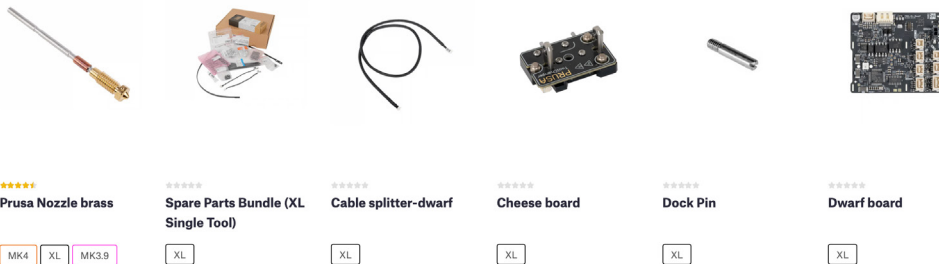 PRUSA
Prusa Nozzle brass
Spare Parts Bundle (XL
Single Tool)
Cable splitter-dwarf
Cheese board
Dock Pin
Dwarf board
MK4
XL
MK3.9
XL
XL
XL
XL
XL